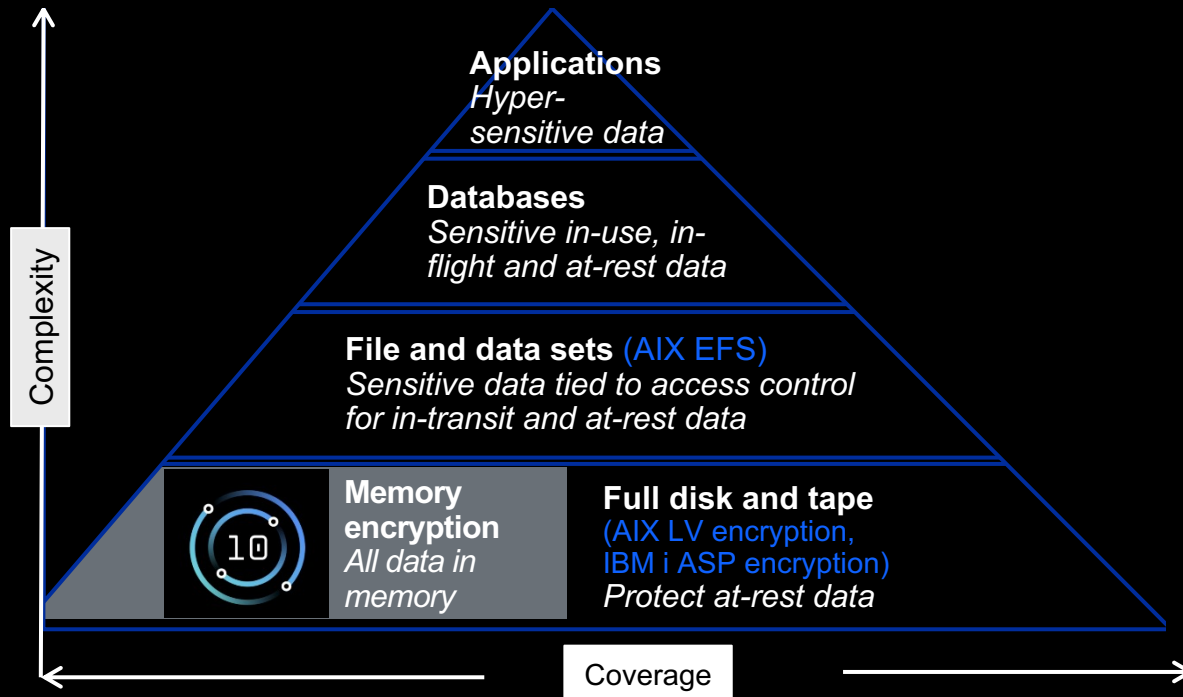 Applications
Hyper-
sensitive data
Databases
Sensitive in-use, in-
flight and at-rest data
Complexity
File and data sets (AIX EFS)
Sensitive data tied to access control
for in-transit and at-rest data
10
Memory
encryption
All data in
memory
Full disk and tape
(AIX LV encryption,
IBM i ASP encryption)
Protect at-rest data
Coverage